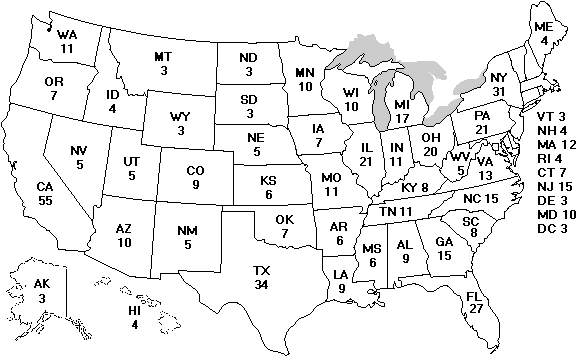 WA
11
OR
7
CA
55
NV
5
ID
4
MT
3
WY
3
UT
5
AZ
10
CO
9
NM
5
ND
3
SD
3
NE
5
KS
6
OK
7
TX
34
MN
10
IA
7
MO
11
AR
6
LA
9
WI
10
IL
21
MI
17
IN
11
OH
20
KY 8
TN 11
MS
6
AL
9
GA
15
FL
27
SC
8
NC 15
VA
13
WV
5
PA
21
NY
31
ME
4
VT 3
NH 4
MA 12
RI 4
CT 7
NJ 15
DE 3
MD 10
DC 3
AK
3
HI
4